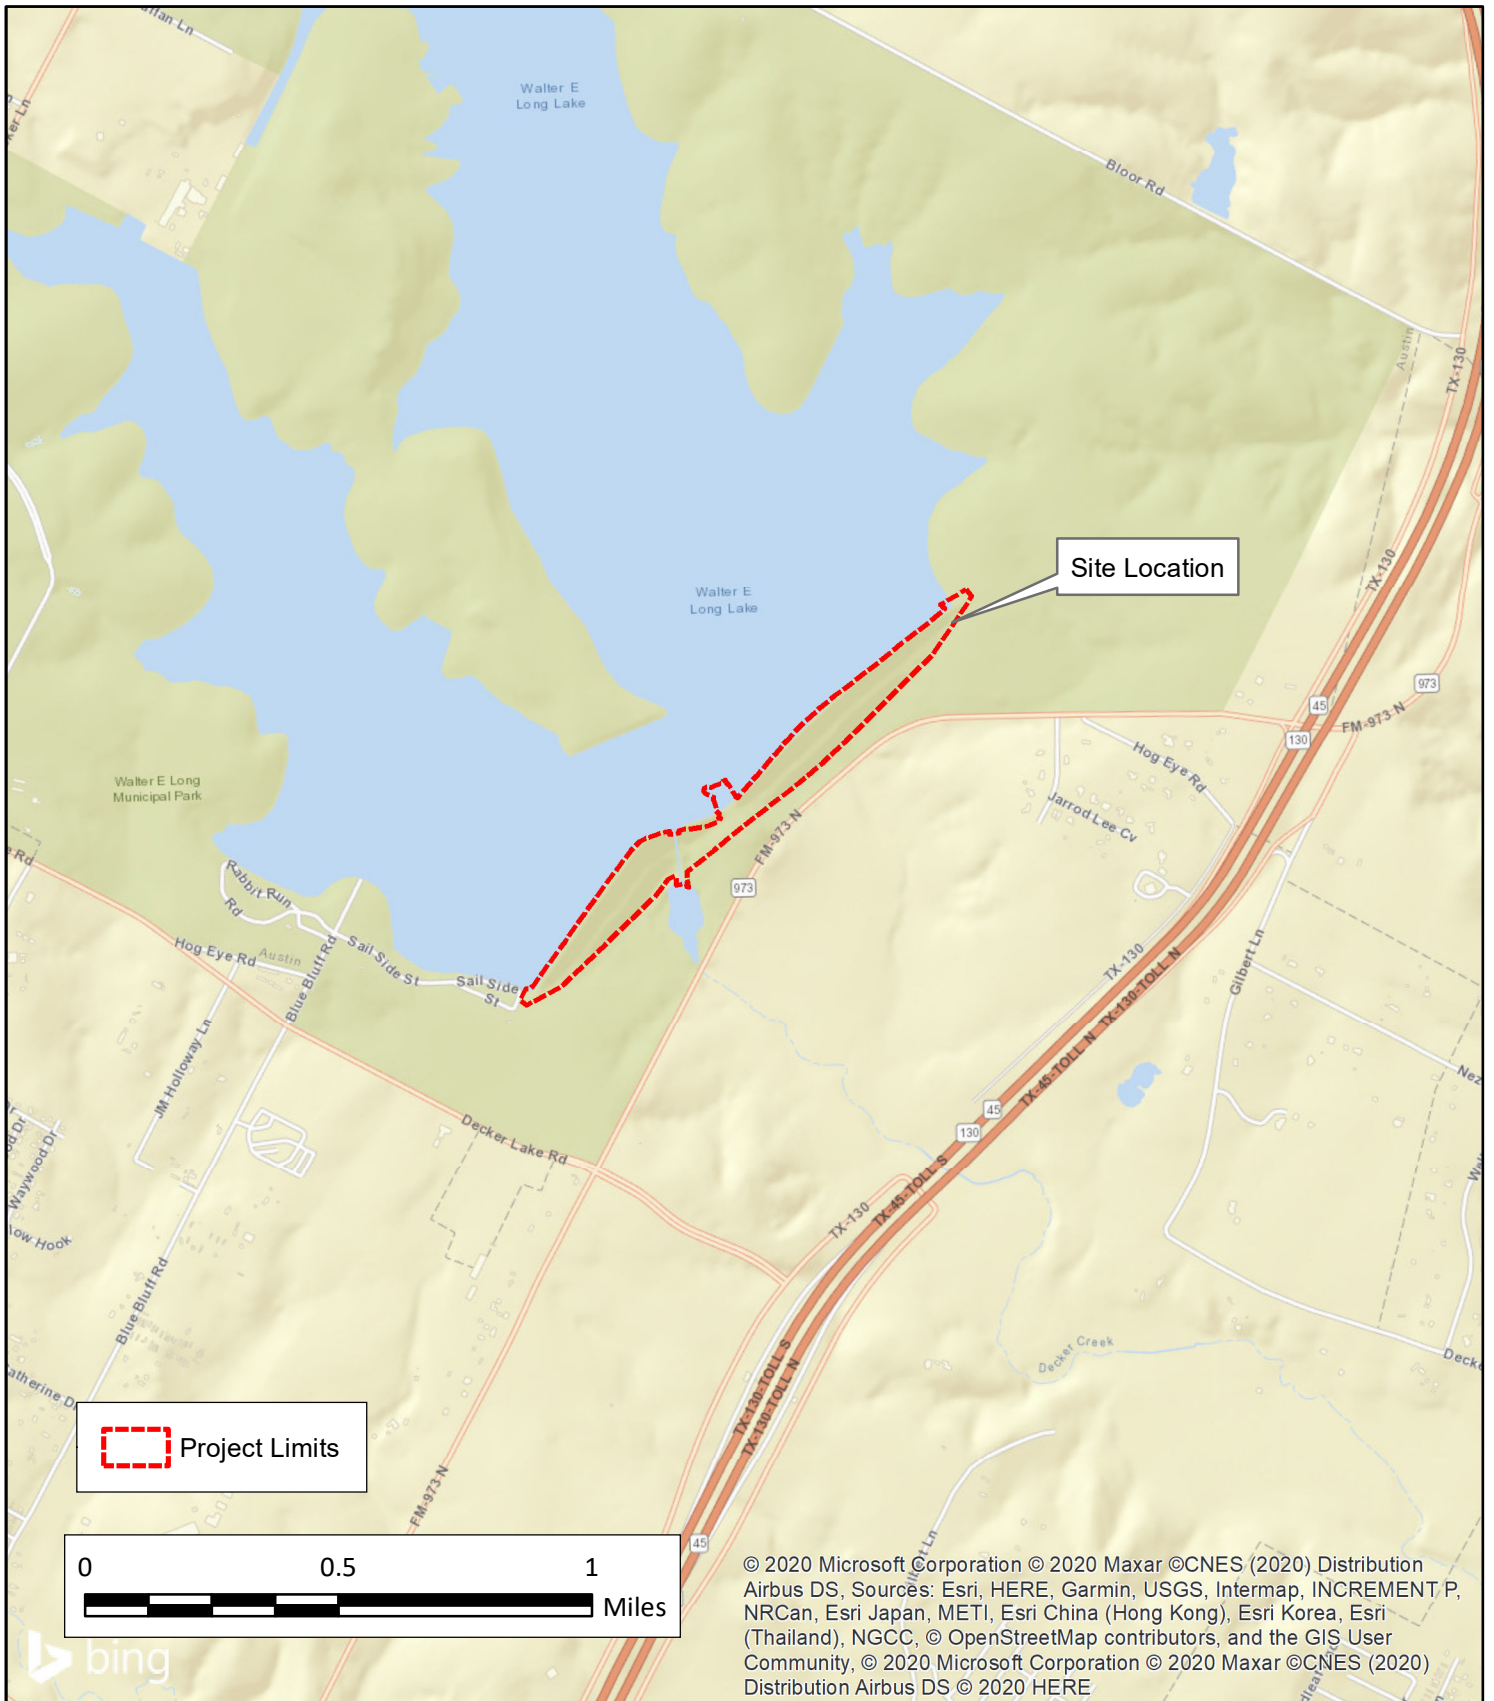 Walter E
Long Lake
Bloor Rd
Austin
TX-130
Site Location
TX-130
Walter E
Long Lake
973
45
FM-973 N
130
Hog Eye Rd
Jarrod Lee Cv
Walter E Long
Municipal Park
FM-973 N
973
Rabbit Run
Rd
Hog Eye Rd
Austin
Blue Bluff Rd
Sail Side St
Sail Side
St
TX-130
TX-130-TOLL N
Gilbert Ln
JM Holloway Ln
TX-45-TOLL N
45
130
Decker Lake Rd
Waywood Dr
TX-45-TOLL S
TX-130
Blue Bluff Rd
Decker Creek
TX-130-TOLL S
TX-130-TOLL N
Project Limits
FM-973 N
45
0 0.5 1
Miles
bing
© 2020 Microsoft Corporation © 2020 Maxar ©CNES (2020) Distribution
Airbus DS, Sources: Esri, HERE, Garmin, USGS, Intermap, INCREMENT P,
NRCan, Esri Japan, METI, Esri China (Hong Kong), Esri Korea, Esri
(Thailand), NGCC, © OpenStreetMap contributors, and the GIS User
Community, © 2020 Microsoft Corporation © 2020 Maxar ©CNES (2020)
Distribution Airbus DS © 2020 HERE